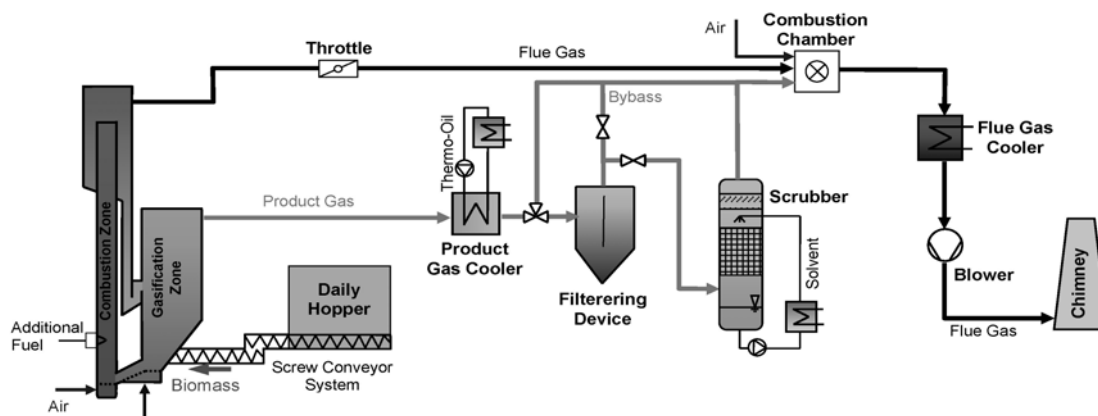 Air
Combustion
Chamber
Throttle
Flue Gas
Bybass
Thermo-Oil
Flue Gas
Cooler
Product Gas
Scrubber
Product
Gas Cooler
Combustion Zone
Gasification
Zone
Solvent
Daily
Hopper
Filterering
Device
Blower
Chimney
Additional
Fuel
Flue Gas
Screw Conveyor
System
Biomass
Air